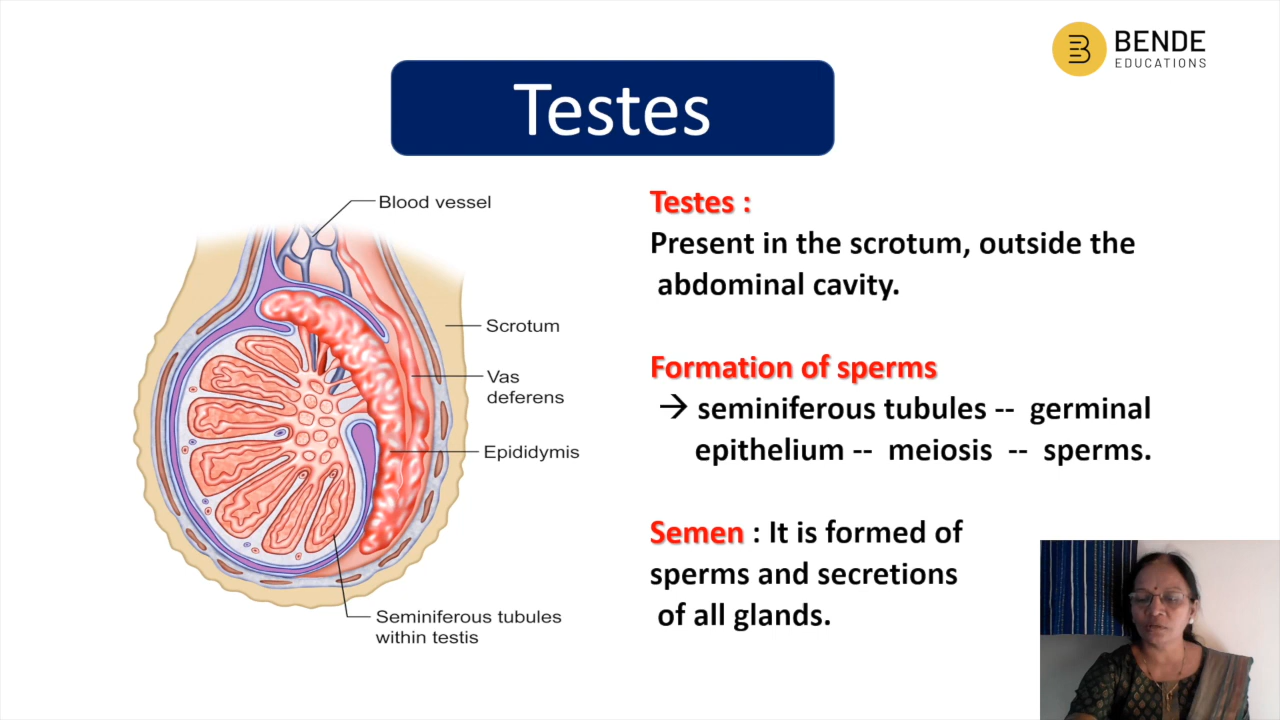 BENDE
EDUCATIONS
Testes
Blood vessel
Scrotum
Vas
deferens
Epididymis
Seminiferous tubules
within testis
Testes :
Present in the scrotum, outside the
abdominal cavity.
Formation of sperms
→ seminiferous tubules -- germinal
epithelium -- meiosis -- sperms.
Semen : It is formed of
sperms and secretions
of all glands.